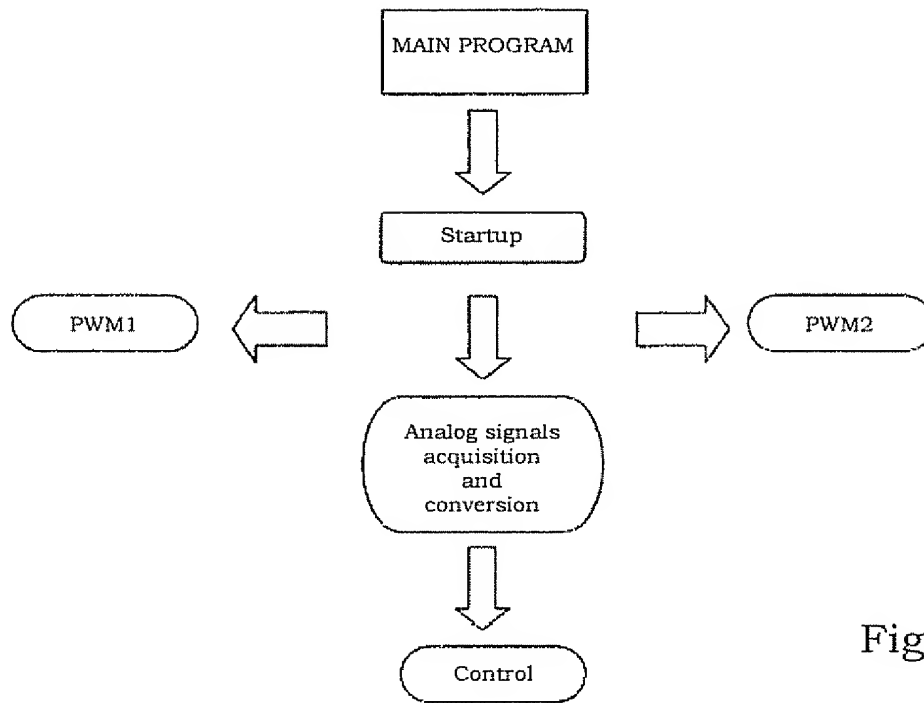 MAIN PROGRAM
Startup
PWM1
PWM2
Analog signals
acquisition
and
conversion
Control
Fig